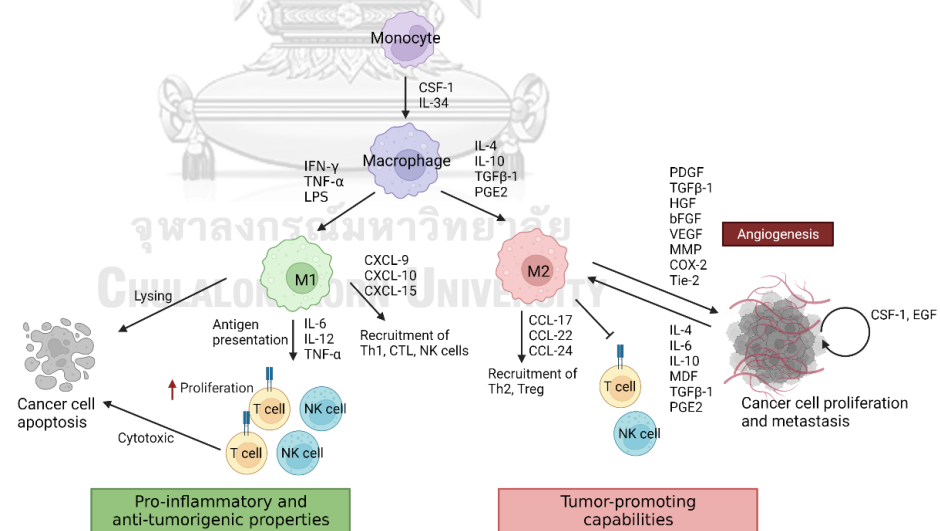 Monocyte
CSF-1
IL-34
Macrophage
IFN-γ
TNF-α
LPS
IL-4
IL-10
TGFβ-1
PGE2
จุฬาลงกรณ์มหาวิทยาลัย
CHULALONGKORN UNIVERSITY
M1
CXCL-9
CXCL-10
CXCL-15
M2
PDGF
TGFβ-1
HGF
bFGF
VEGF
MMP
COX-2
Tie-2
Angiogenesis
Lysing
Antigen
presentation
IL-6
IL-12
TNF-α
Recruitment of
Th1, CTL, NK cells
CCL-17
CCL-22
CCL-24
Recruitment of
Th2, Treg
IL-4
IL-6
IL-10
MDF
TGFβ-1
PGE2
CSF-1, EGF
Cancer cell
apoptosis
Proliferation
T cell
NK cell
T cell
NK cell
Cytotoxic
T cell
NK cell
Cancer cell proliferation
and metastasis
Pro-inflammatory and
anti-tumorigenic properties
Tumor-promoting
capabilities